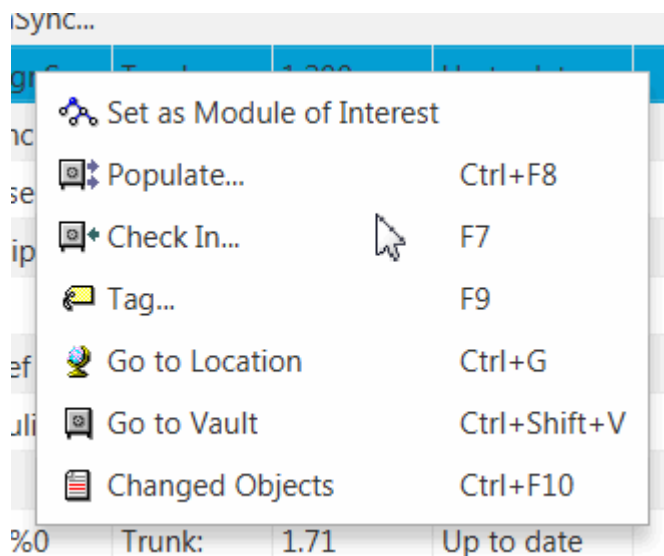 Sync...
Set as Module of Interest
Populate... Ctrl+F8
Check In... F7
Tag... F9
Go to Location Ctrl+G
Go to Vault Ctrl+Shift+V
Changed Objects Ctrl+F10
%0 Trunk: 1.71 Up to date